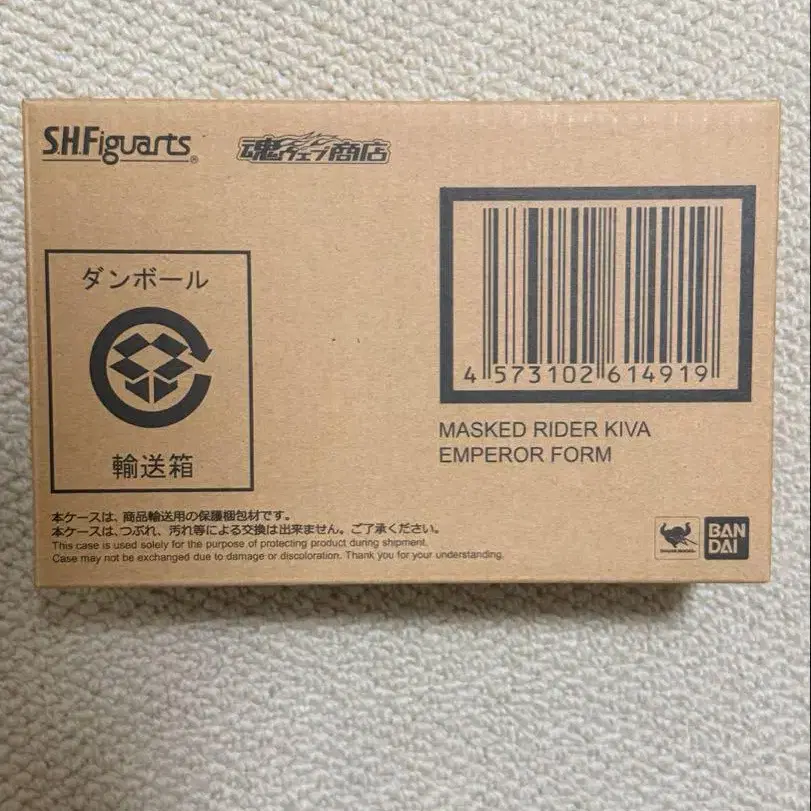 S.H.Figuarts®
魂ウェブ商店
ダンボール
輸送箱
4 573102 614919
MASKED RIDER KIVA
EMPEROR FORM
本ケースは、商品輸送用の保護梱包材です。
本ケースは、つぶれ、汚れ等による交換は出来ません。ご了承ください。
This case is used solely for the purpose of protecting product during shipment.
Case may not be exchanged due to damage or discoloration. Thank you for your understanding.
BAN
DAI